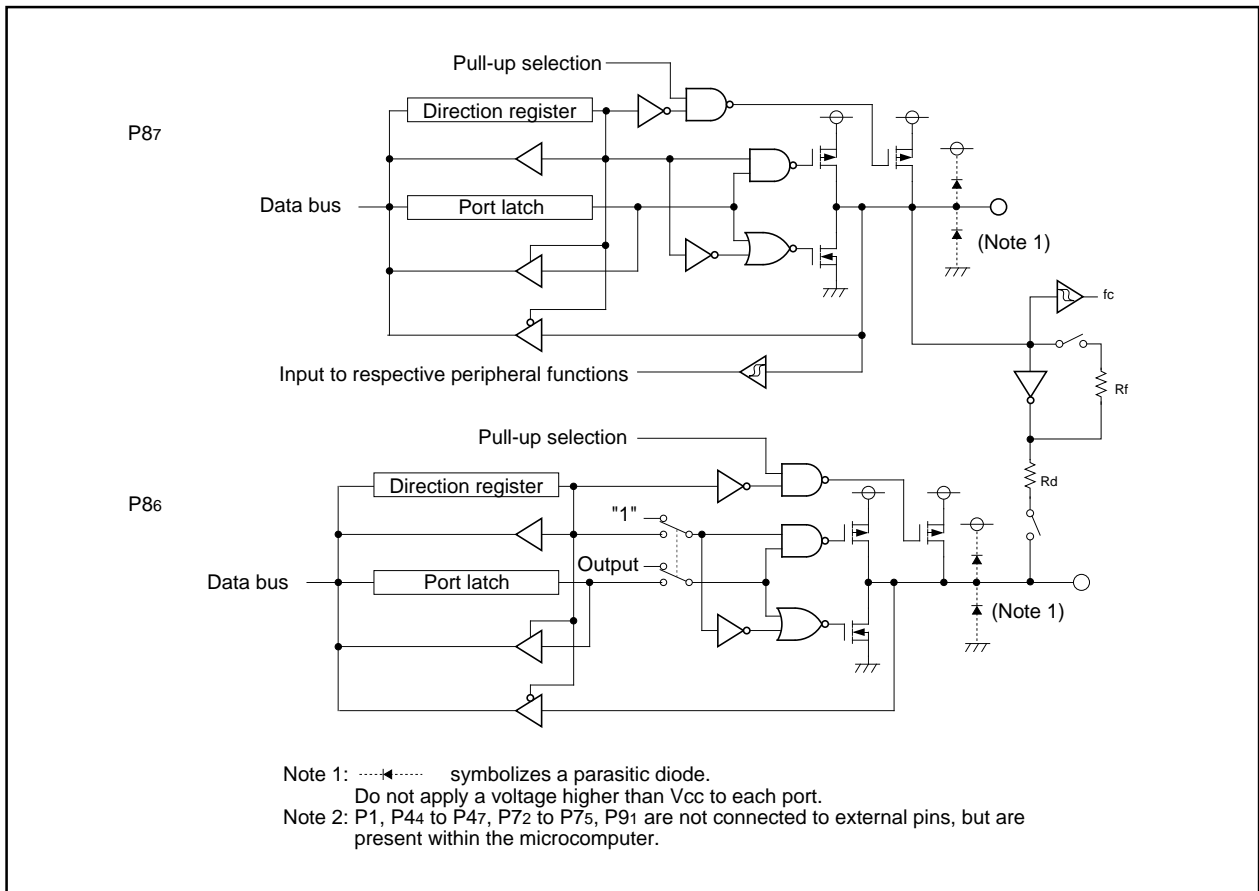 Pull-up selection
Direction register
P87
Data bus
Port latch
(Note 1)
fc
Input to respective peripheral functions
Rf
Pull-up selection
Direction register
Rd
P86
"1"
Output
Data bus
Port latch
(Note 1)
Note 1: symbolizes a parasitic diode.
Do not apply a voltage higher than Vcc to each port.
Note 2: P1, P44 to P47, P72 to P75, P91 are not connected to external pins, but are
present within the microcomputer.